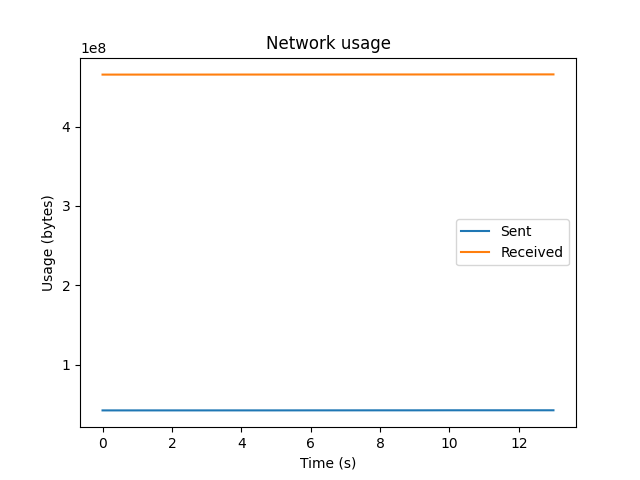 Network usage
1e8
4
3
2
1
Usage (bytes)
Sent
Received
0 2 4 6 8 10 12
Time (s)